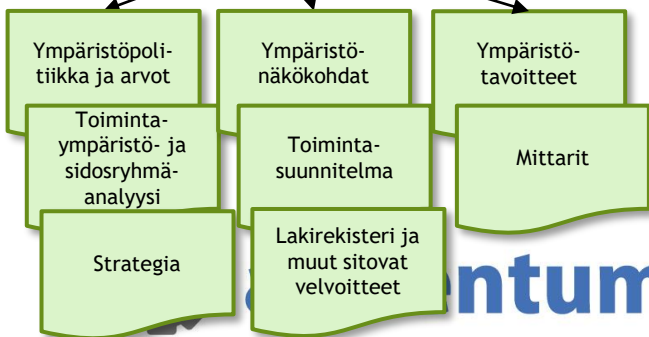 Ympäristöpoli-
tiikka ja arvot
Toiminta-
ympäristö- ja
sidosryhmä-
analyysi
Strategia
Ympäristö-
näkökohdat
Toiminta-
suunnitelma
Lakirekisteri ja
muut sitovat
velvoitteet
Ympäristö-
tavoitteet
Mittarit